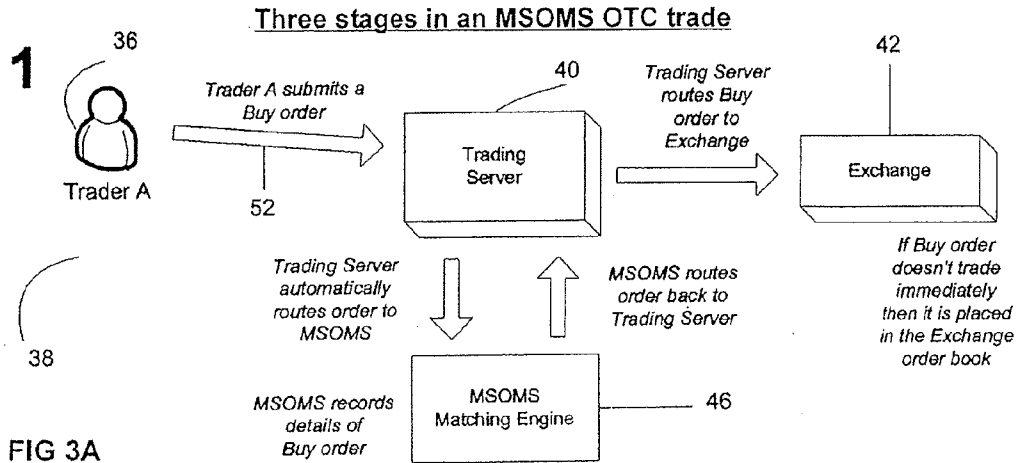 Three stages in an MSOMS OTC trade
1
36
Trader A
Trader A submits a
Buy order
52
40
Trading
Server
Trading Server
routes Buy
order to
Exchange
42
Exchange
If Buy order
doesn't trade
immediately
then it is placed
in the Exchange
order book
38
Trading Server
automatically
routes order to
MSOMS
MSOMS routes
order back to
Trading Server
MSOMS records
details of
Buy order
MSOMS
Matching Engine
46
FIG 3A